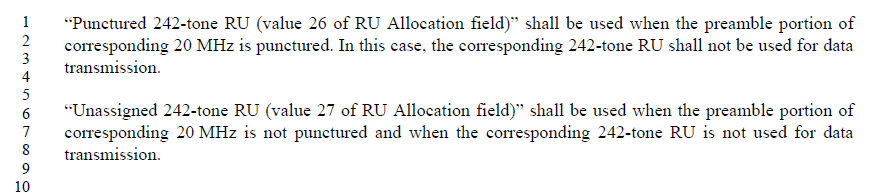 1 “Punctured 242-tone RU (value 26 of RU Allocation field)” shall be used when the preamble portion of
2 corresponding 20 MHz is punctured. In this case, the corresponding 242-tone RU shall not be used for data
3 transmission.
4
5
6 “Unassigned 242-tone RU (value 27 of RU Allocation field)” shall be used when the preamble portion of
7 corresponding 20 MHz is not punctured and when the corresponding 242-tone RU is not used for data
8 transmission.
9
10